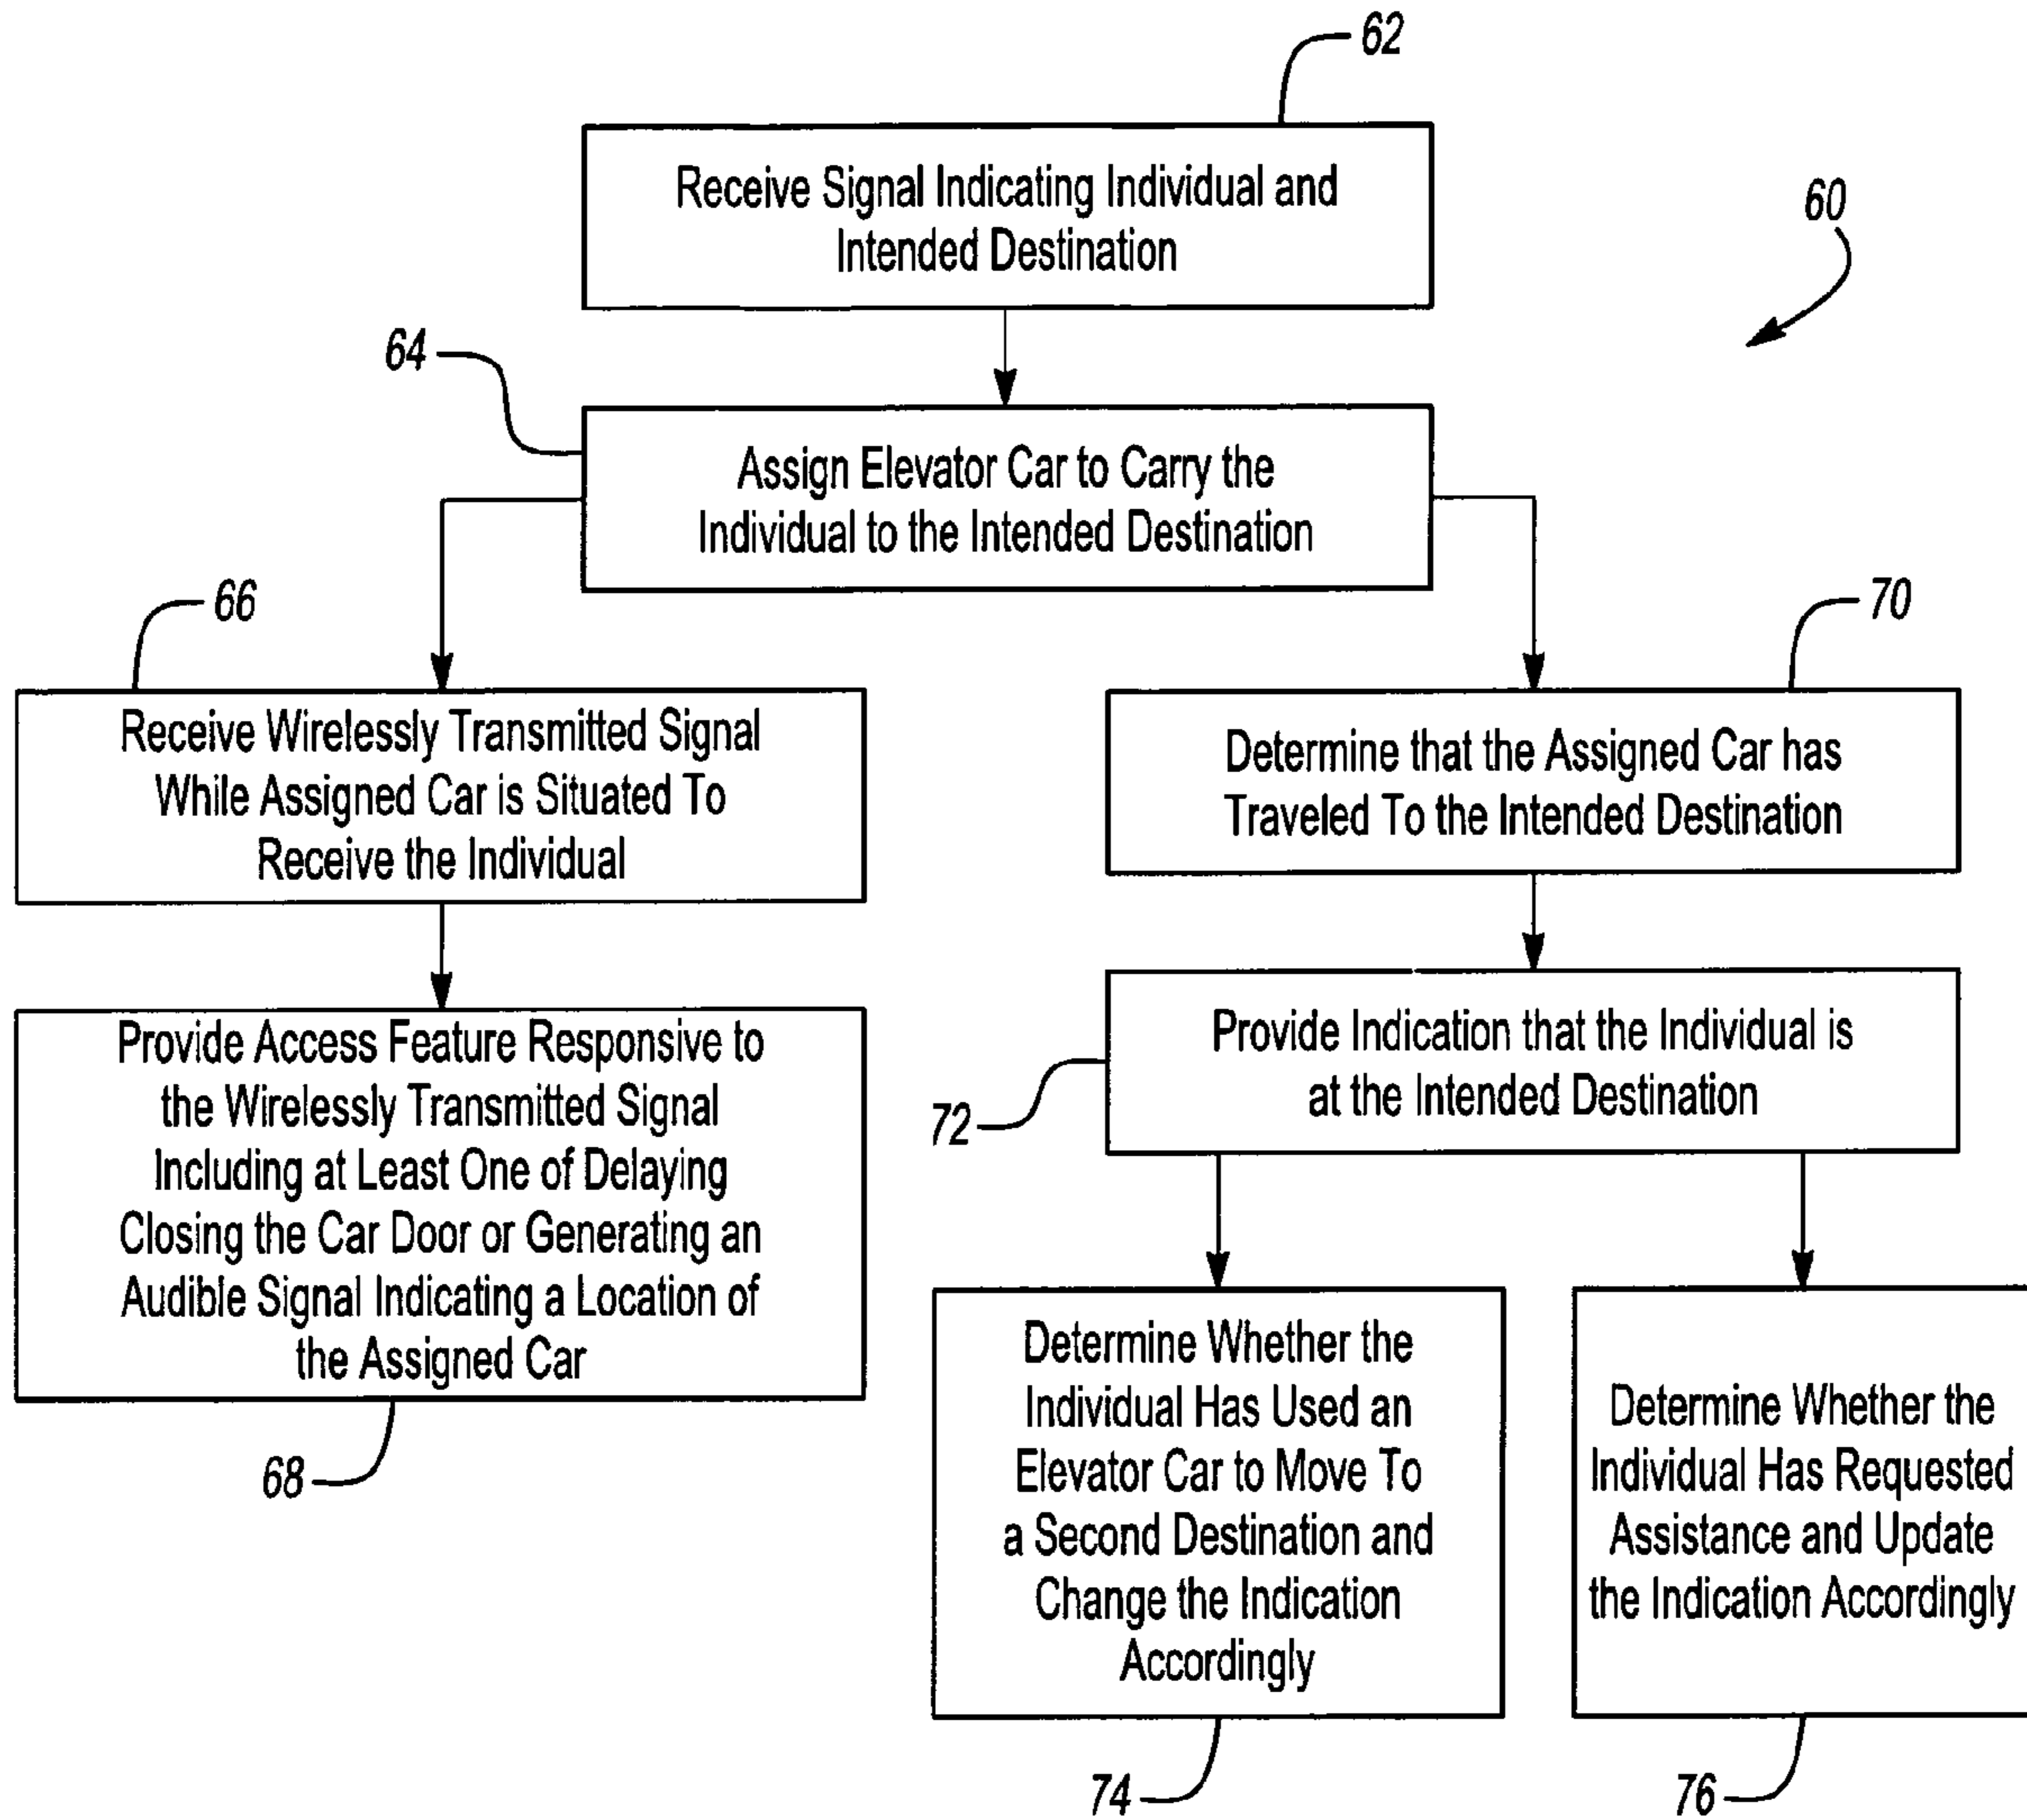 62
Receive Signal Indicating Individual and
Intended Destination
60
64
Assign Elevator Car to Carry the
Individual to the Intended Destination
66
Receive Wirelessly Transmitted Signal
While Assigned Car is Situated To
Receive the Individual
70
Determine that the Assigned Car has
Traveled To the Intended Destination
Provide Access Feature Responsive to
the Wirelessly Transmitted Signal
Including at Least One of Delaying
Closing the Car Door or Generating an
Audible Signal Indicating a Location of
the Assigned Car
68
Provide Indication that the Individual is
at the Intended Destination
72
Determine Whether the
Individual Has Used an
Elevator Car to Move To
a Second Destination and
Change the Indication
Accordingly
74
Determine Whether the
Individual Has Requested
Assistance and Update
the Indication Accordingly
76